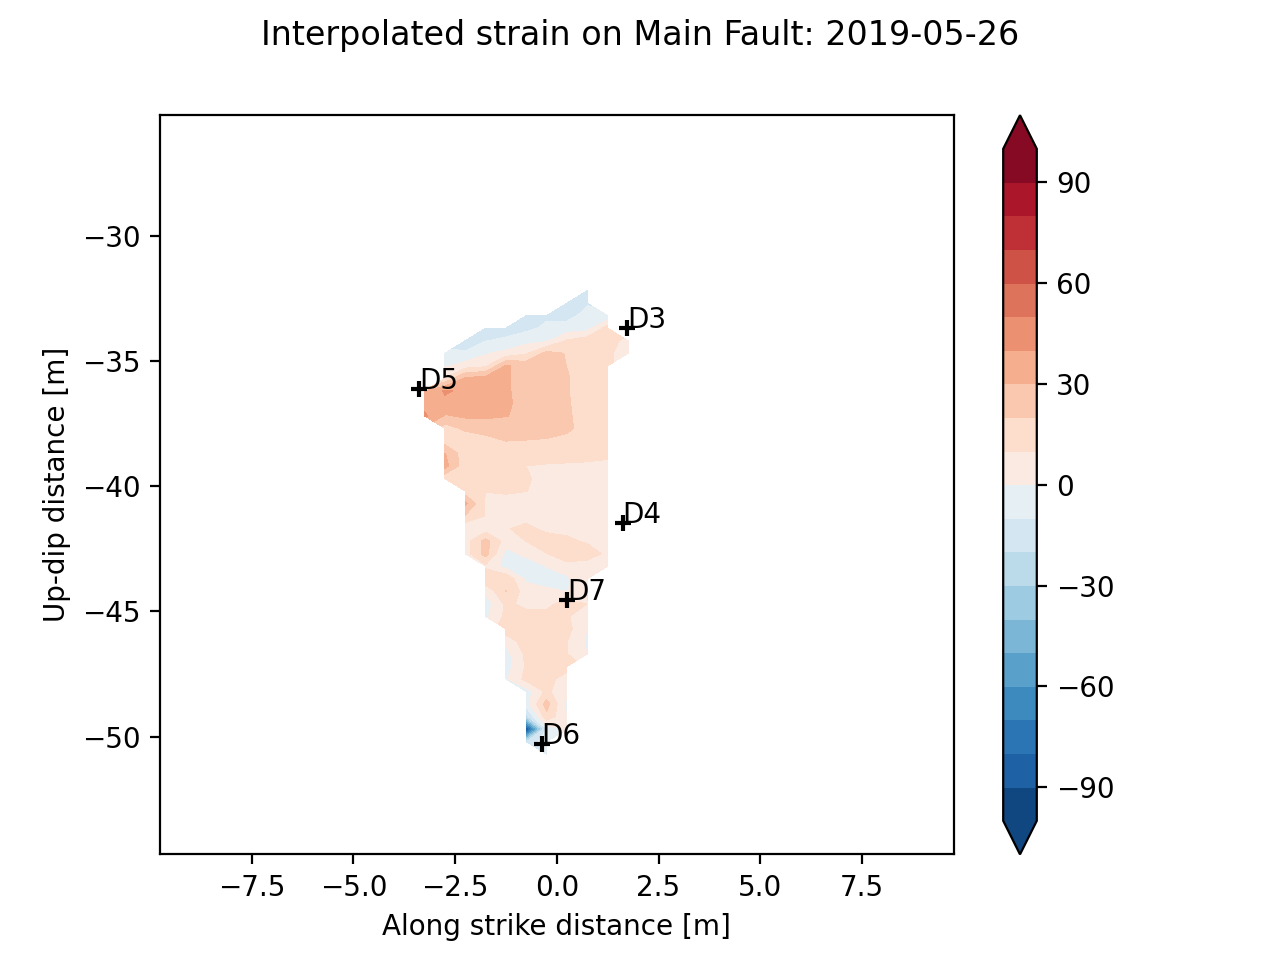 Interpolated strain on Main Fault: 2019-05-26
Up-dip distance [m]
−30
−35
−40
−45
−50
D3
D5
D4
D7
D6
−7.5 −5.0 −2.5 0.0 2.5 5.0 7.5
Along strike distance [m]
90
60
30
0
−30
−60
−90